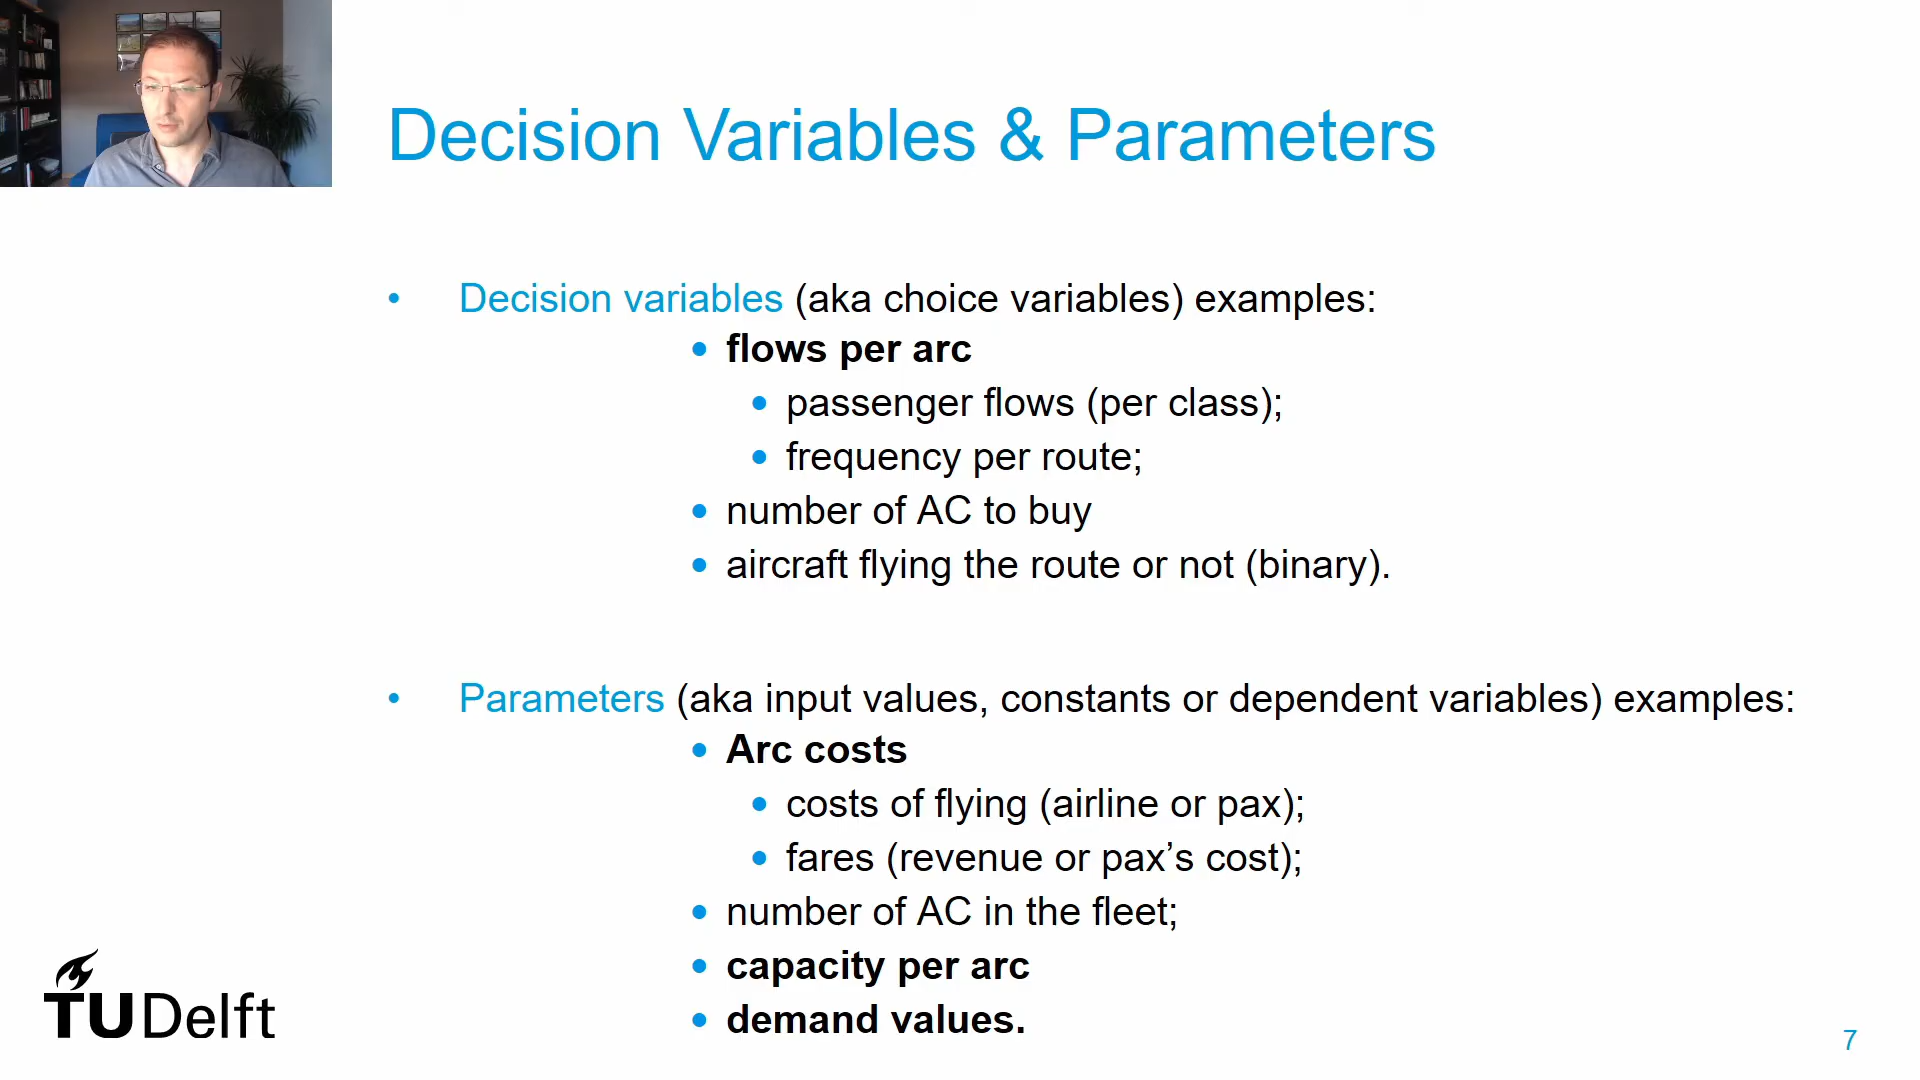 Decision Variables & Parameters
• Decision variables (aka choice variables) examples:
• flows per arc
• passenger flows (per class);
• frequency per route;
• number of AC to buy
• aircraft flying the route or not (binary).
• Parameters (aka input values, constants or dependent variables) examples:
• Arc costs
• costs of flying (airline or pax);
• fares (revenue or pax’s cost);
• number of AC in the fleet;
• capacity per arc
• demand values.
TU Delft
7